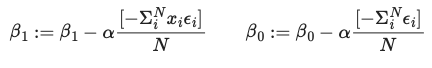 β₁ := β₁ − α [−Σᵢᴺ xᵢϵᵢ] / N    β₀ := β₀ − α [−Σᵢᴺ ϵᵢ] / N